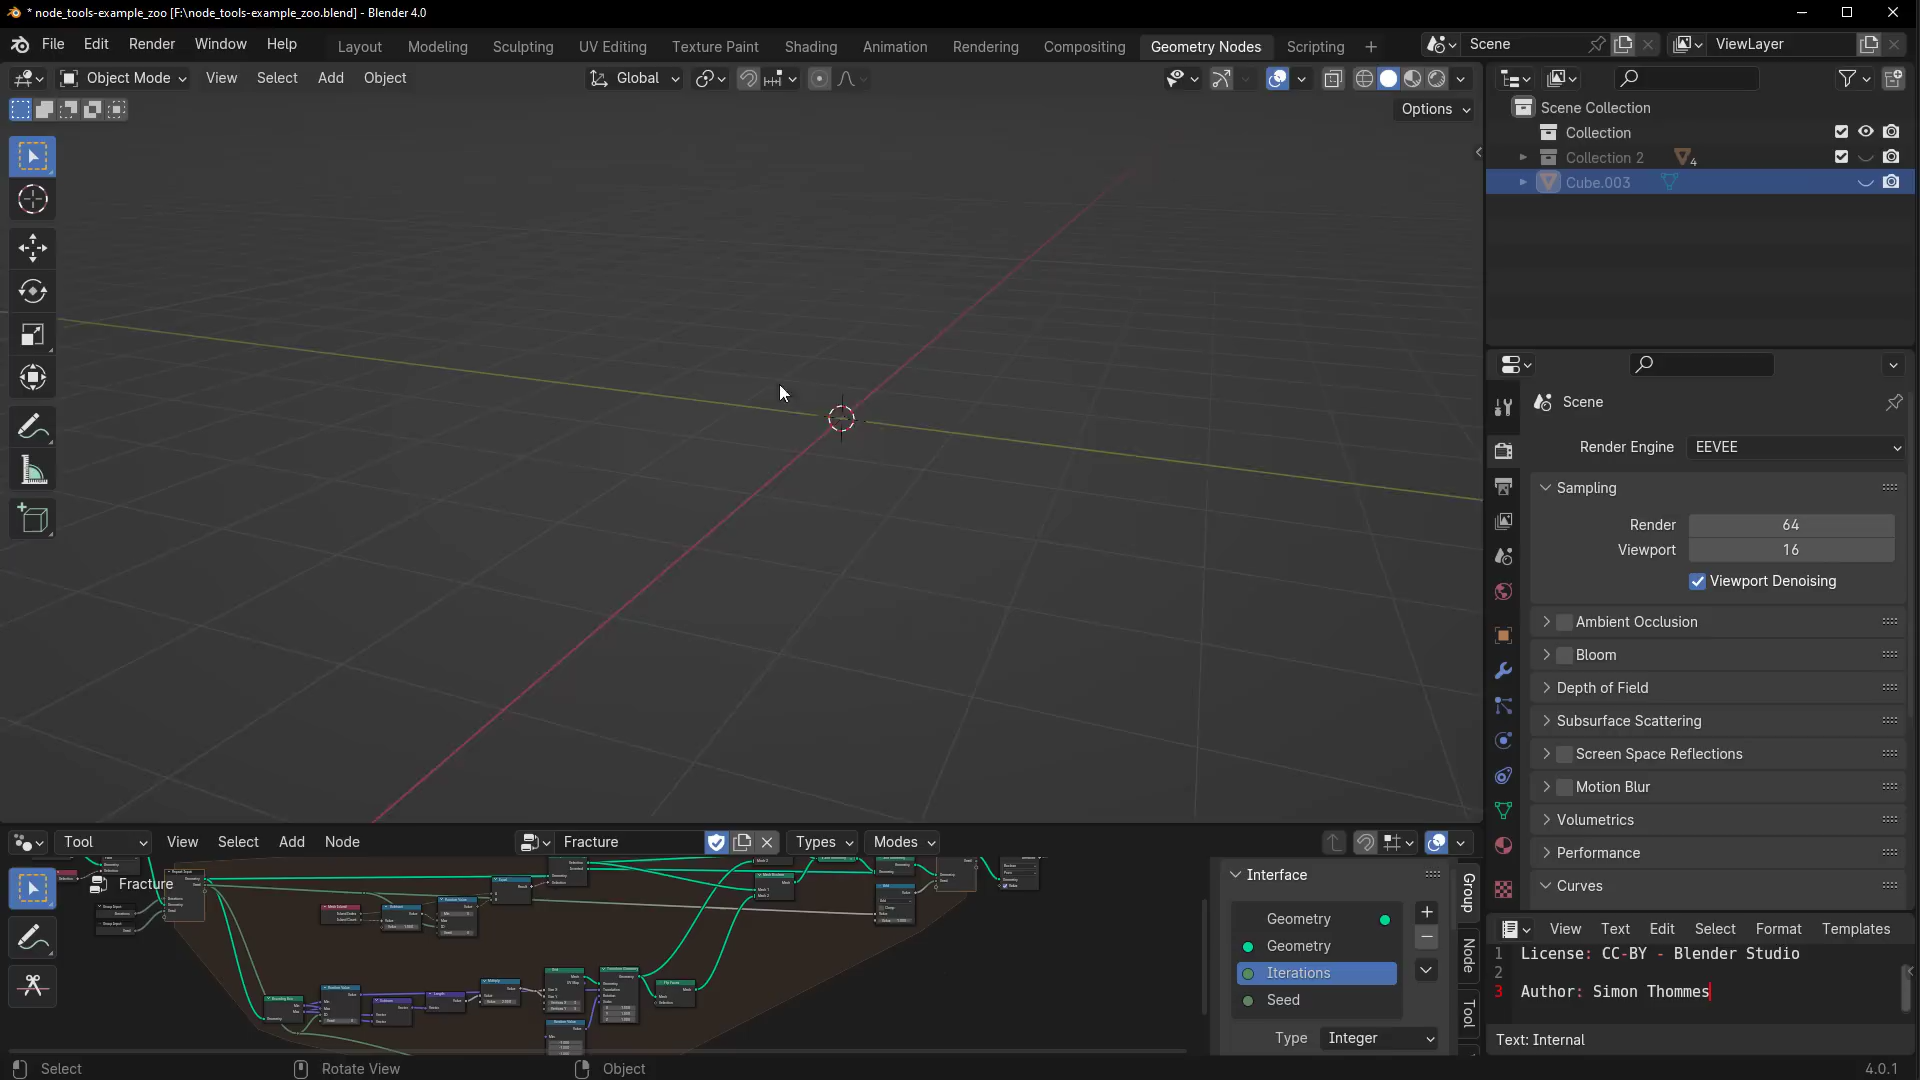 * node_tools-example_zoo [F:\node_tools-example_zoo.blend] - Blender 4.0
File Edit Render Window Help
Layout Modeling Sculpting UV Editing Texture Paint Shading Animation Rendering Compositing Geometry Nodes Scripting +
Scene
ViewLayer
Object Mode View Select Add Object
Global
Options
Scene Collection
Collection
Collection 2 4
Cube.003
Scene
Render Engine EEVEE
Sampling
Render 64
Viewport 16
Viewport Denoising
Ambient Occlusion
Bloom
Depth of Field
Subsurface Scattering
Screen Space Reflections
Motion Blur
Volumetrics
Performance
Curves
Tool View Select Add Node
Fracture
Types Modes
Fracture
Interface
Geometry
Geometry
Iterations
Seed
Type Integer
Group
Node
Tool
View Text Edit Select Format Templates
1 License: CC-BY - Blender Studio
2
3 Author: Simon Thommes
Text: Internal
Select Rotate View Object
4.0.1